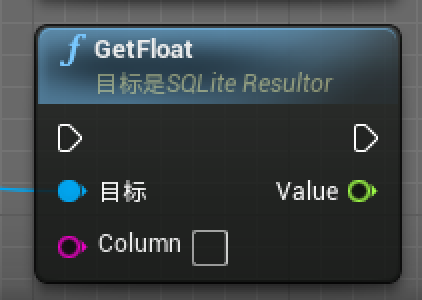 f GetFloat
目标是SQLite Resultor
目标 Value
Column